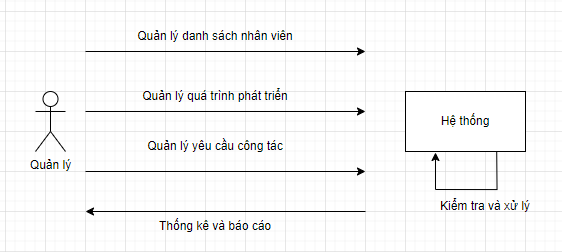 Quản lý danh sách nhân viên
Quản lý quá trình phát triển
Hệ thống
Quản lý yêu cầu công tác
Quản lý
Kiểm tra và xử lý
Thống kê và báo cáo